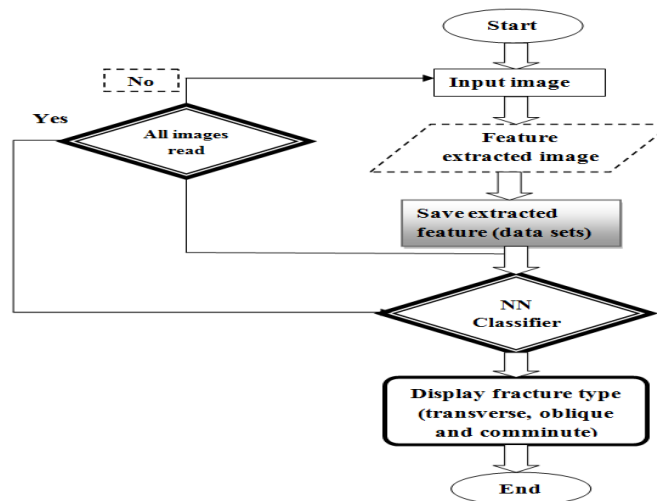 Start
No
Input image
Yes
All images
read
Feature
extracted image
Save extracted
feature (data sets)
NN
Classifier
Display fracture type
(transverse, oblique
and comminute)
End